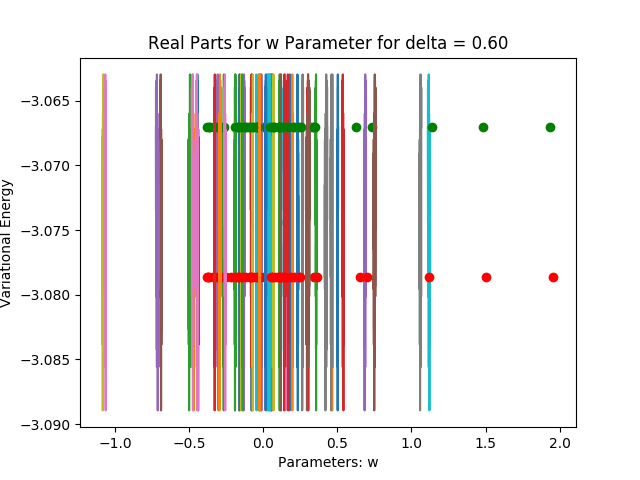 Real Parts for w Parameter for delta = 0.60
Variational Energy
−3.065
−3.070
−3.075
−3.080
−3.085
−3.090
−1.0 −0.5 0.0 0.5 1.0 1.5 2.0
Parameters: w